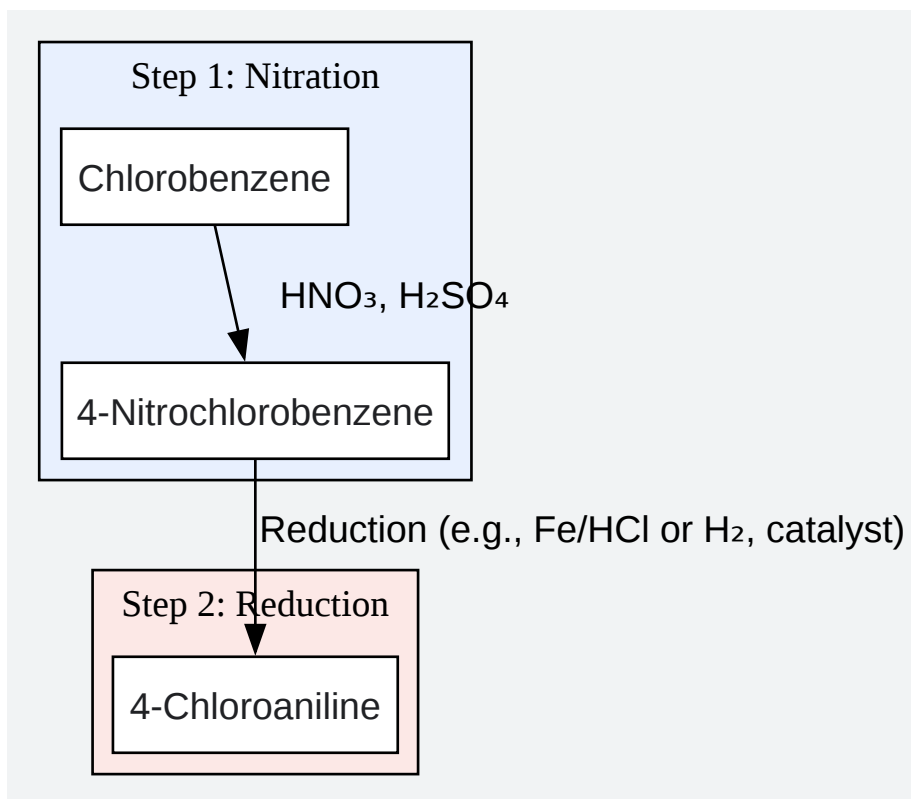 Step 1: Nitration
Chlorobenzene
HNO₃, H₂SO₄
4-Nitrochlorobenzene
Reduction (e.g., Fe/HCl or H₂, catalyst)
Step 2: Reduction
4-Chloroaniline